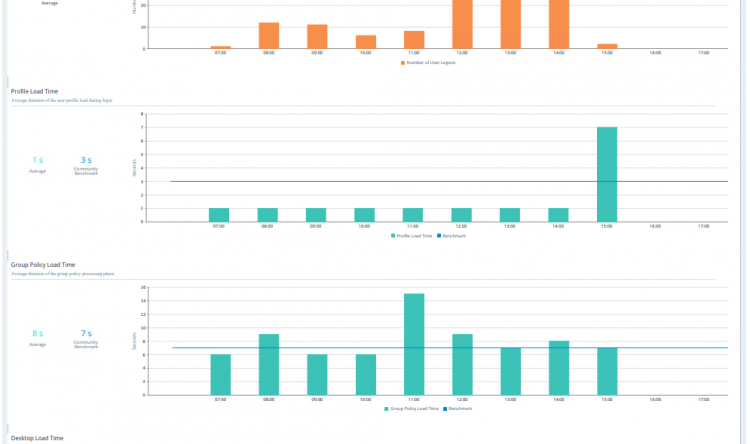 Average
20
10
0
07:00 08:00 09:00 10:00 11:00 12:00 13:00 14:00 15:00 16:00 17:00
Number of User Logons
Profile Load Time
Average duration of the user profile load during login
8
7
6
5
4
3
2
1
0
Seconds
1 s
Average
3 s
Community
Benchmark
07:00 08:00 09:00 10:00 11:00 12:00 13:00 14:00 15:00 16:00 17:00
Profile Load Time Benchmark
Group Policy Load Time
Average duration of the group policy processing phase
16
14
12
10
8
6
4
2
0
Seconds
8 s
Average
7 s
Community
Benchmark
07:00 08:00 09:00 10:00 11:00 12:00 13:00 14:00 15:00 16:00 17:00
Group Policy Load Time Benchmark
Desktop Load Time